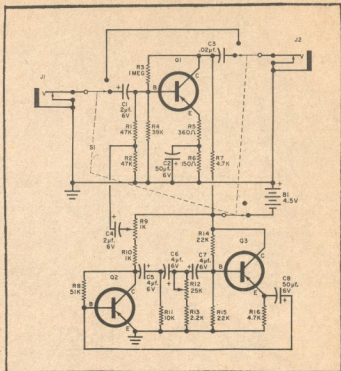 J1
J2
C3
.02μf.
R3
1MEG
Q1
C
B
E
C1
2μf.
6V
R1
47K
R4
39K
R5
360Ω
S1
R2
47K
C2
50μf.
6V
R6
150Ω
R7
4.7K
B1
4.5V
C4
2μf.
6V
R9
1K
R14
22K
R10
1K
C6
4μf.
6V
C7
4μf.
6V
Q3
C
B
E
R8
51K
Q2
C
B
E
C5
4μf.
6V
R12
25K
C8
50μf.
6V
R11
10K
R13
2.2K
R15
22K
R16
4.7K